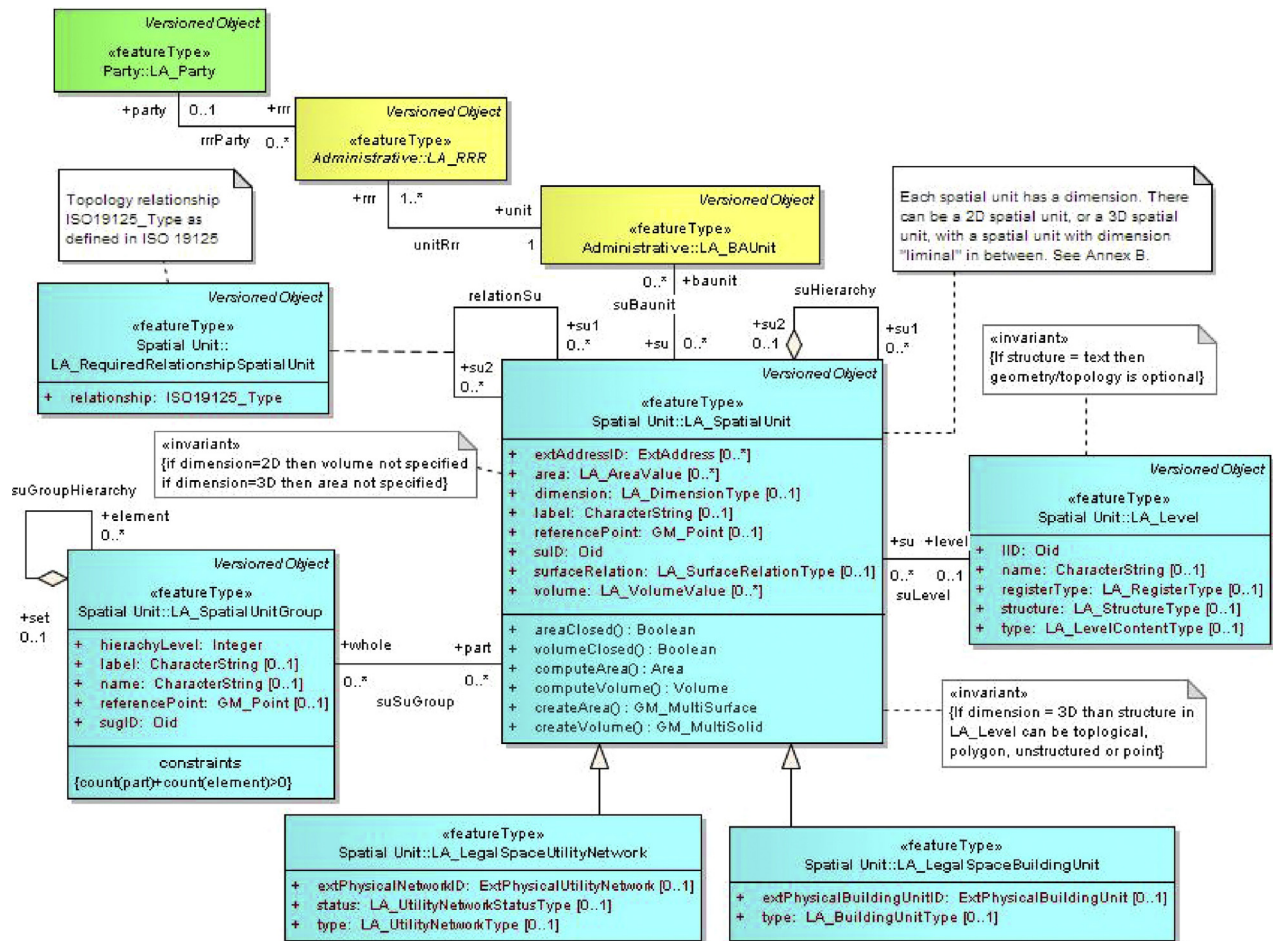 Versioned Object
«featureType»
Party::LA_Party
+party
0..1
+rrr
rrrParty
0..*
Versioned Object
«featureType»
Administrative::LA_RRR
+rrr
1..*
+unit
unitRrr
1
Versioned Object
«featureType»
Administrative::LA_BAUnit
0..*
+baunit
suBaunit
+su
0..*
Topology relationship
ISO19125_Type as
defined in ISO 19125
Each spatial unit has a dimension. There
can be a 2D spatial unit, or a 3D spatial
unit, with a spatial unit with dimension
"liminal" in between. See Annex B.
Versioned Object
«featureType»
Spatial Unit::
LA_RequiredRelationshipSpatialUnit
+ relationship: ISO19125_Type
relationSu
+su1
0..*
+su2
0..*
suHierarchy
+su2
0..1
+su1
0..*
«invariant»
{If structure = text then
geometry/topology is optional}
«invariant»
{if dimension=2D then volume not specified
if dimension=3D then area not specified}
Versioned Object
«featureType»
Spatial Unit::LA_SpatialUnit
+ extAddressID: ExtAddress [0..*]
+ area: LA_AreaValue [0..*]
+ dimension: LA_DimensionType [0..1]
+ label: CharacterString [0..1]
+ referencePoint: GM_Point [0..1]
+ suID: Oid
+ surfaceRelation: LA_SurfaceRelationType [0..1]
+ volume: LA_VolumeValue [0..*]
+ areaClosed() : Boolean
+ volumeClosed() : Boolean
+ computeArea() : Area
+ computeVolume() : Volume
+ createArea() : GM_MultiSurface
+ createVolume() : GM_MultiSolid
+su
+level
0..*
0..1
suLevel
Versioned Object
«featureType»
Spatial Unit::LA_Level
+ lID: Oid
+ name: CharacterString [0..1]
+ registerType: LA_RegisterType [0..1]
+ structure: LA_StructureType [0..1]
+ type: LA_LevelContentType [0..1]
suGroupHierarchy
+element
0..*
+set
0..1
Versioned Object
«featureType»
Spatial Unit::LA_SpatialUnitGroup
+ hierachyLevel: Integer
+ label: CharacterString [0..1]
+ name: CharacterString [0..1]
+ referencePoint: GM_Point [0..1]
+ sugID: Oid
constraints
{count(part)+count(element)>0}
+whole
+part
0..*
0..*
suSuGroup
«invariant»
{If dimension = 3D than structure in
LA_Level can be toplogical,
polygon, unstructured or point}
«featureType»
Spatial Unit::LA_LegalSpaceUtilityNetwork
+ extPhysicalNetworkID: ExtPhysicalUtilityNetwork [0..1]
+ status: LA_UtilityNetworkStatusType [0..1]
+ type: LA_UtilityNetworkType [0..1]
«featureType»
Spatial Unit::LA_LegalSpaceBuildingUnit
+ extPhysicalBuildingUnitID: ExtPhysicalBuildingUnit [0..1]
+ type: LA_BuildingUnitType [0..1]